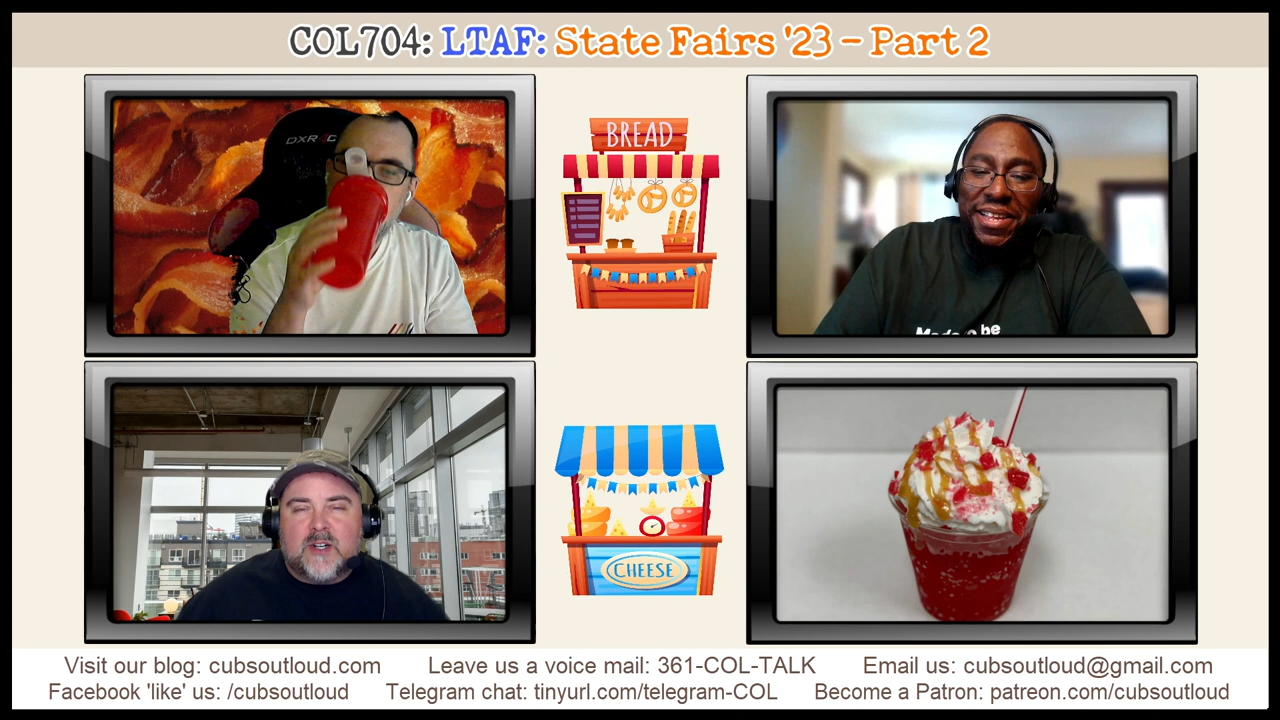 COL704: LTAF: State Fairs '23 – Part 2
DXR
BREAD
CHEESE
Visit our blog: cubsoutloud.com Leave us a voice mail: 361-COL-TALK Email us: cubsoutloud@gmail.com
Facebook 'like' us: /cubsoutloud Telegram chat: tinyurl.com/telegram-COL Become a Patron: patreon.com/cubsoutloud